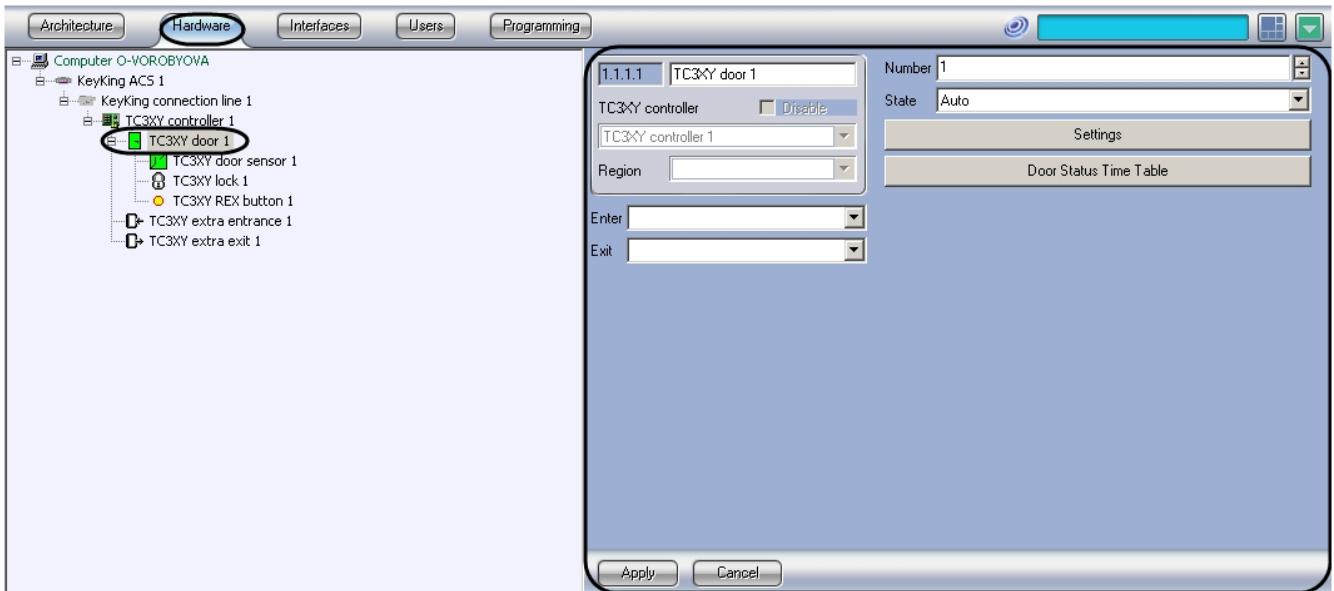 Architecture Hardware Interfaces Users Programming
Computer O-VOROBYOVA
KeyKing ACS 1
KeyKing connection line 1
TC3XY controller 1
TC3XY door 1
TC3XY door sensor 1
TC3XY lock 1
TC3XY REX button 1
TC3XY extra entrance 1
TC3XY extra exit 1
1.1.1.1 TC3XY door 1
TC3XY controller Disable
TC3XY controller 1
Region
Enter
Exit
Number 1
State Auto
Settings
Door Status Time Table
Apply Cancel